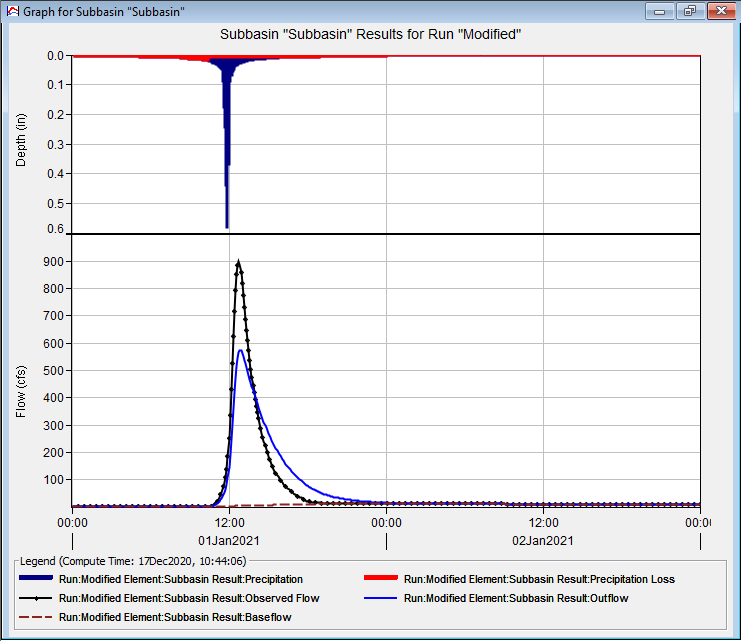 Graph for Subbasin "Subbasin"
Subbasin "Subbasin" Results for Run "Modified"
0.0
0.1
0.2
0.3
0.4
0.5
0.6
Depth (in)
900
800
700
600
500
400
300
200
100
Flow (cfs)
00:00 12:00 00:00 12:00 00:0
01Jan2021 02Jan2021
Legend (Compute Time: 17Dec2020, 10:44:06)
Run:Modified Element:Subbasin Result:Precipitation Run:Modified Element:Subbasin Result:Precipitation Loss
Run:Modified Element:Subbasin Result:Observed Flow Run:Modified Element:Subbasin Result:Outflow
Run:Modified Element:Subbasin Result:Baseflow